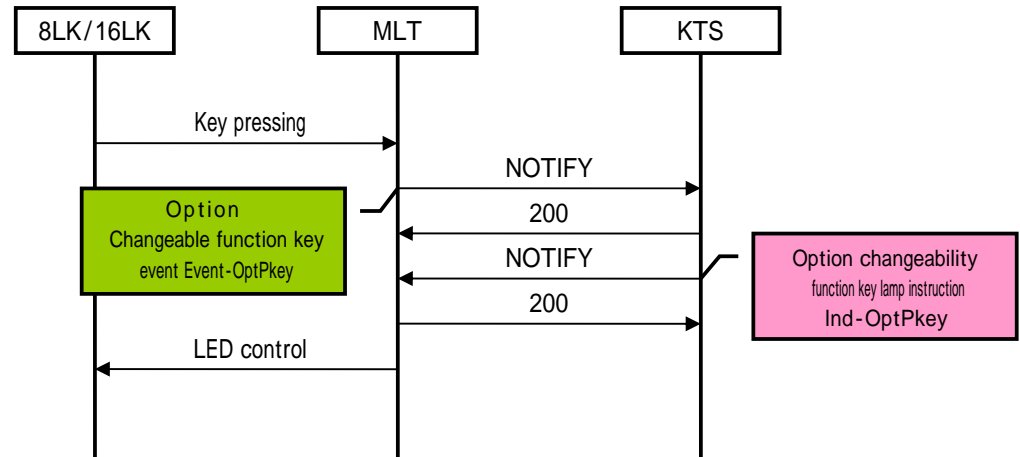 8LK/16LK
MLT
KTS
Key pressing
NOTIFY
Option
Changeable function key
event Event-OptPkey
200
NOTIFY
Option changeability
function key lamp instruction
Ind-OptPkey
200
LED control